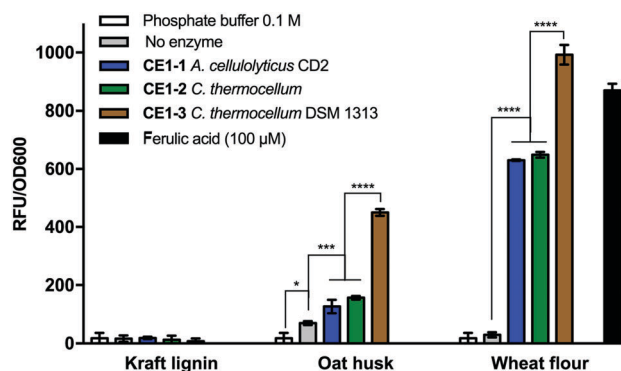 Phosphate buffer 0.1 M
No enzyme
CE1-1 A. cellulolyticus CD2
CE1-2 C. thermocellum
CE1-3 C. thermocellum DSM 1313
Ferulic acid (100 µM)
RFU/OD600
1000
800
600
400
200
0
*
***
****
****
****
Kraft lignin
Oat husk
Wheat flour